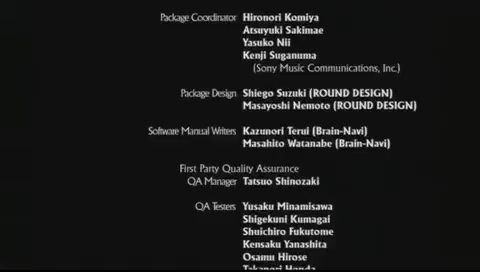 Package Coordinator Hironori Komiya
Atsuyuki Sakimae
Yasuko Nii
Kenji Suganuma
(Sony Music Communications, Inc.)
Package Design Shiego Suzuki (ROUND DESIGN)
Masayoshi Nemoto (ROUND DESIGN)
Software Manual Writers Kazunori Terui (Brain-Navi)
Masahito Watanabe (Brain-Navi)
First Party Quality Assurance
QA Manager Tatsuo Shinozaki
QA Testers Yusaku Minamisawa
Shigekuni Kumagai
Shuichiro Fukutome
Kensaku Yanashita
Osamu Hirose
Takanori Honda